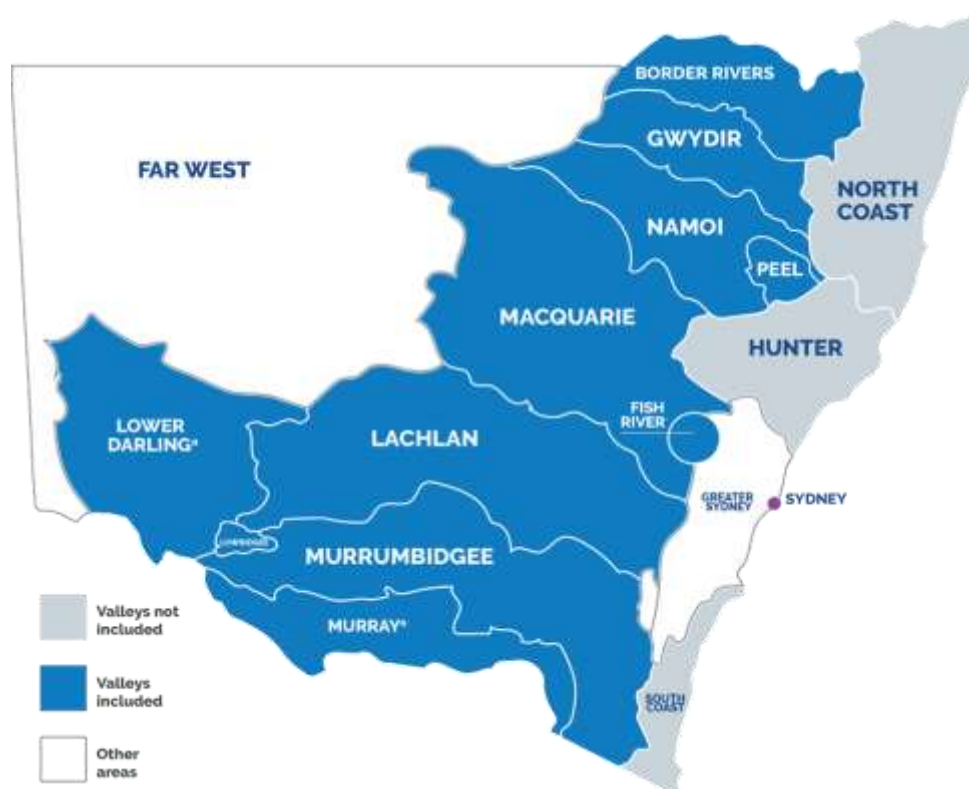 BORDER RIVERS
GWYDIR
FAR WEST
NORTH
COAST
NAMOI
PEEL
MACQUARIE
HUNTER
FISH
RIVER
LOWER
DARLING
LACHLAN
GREATER
SYDNEY
SYDNEY
MURRUMBIDGEE
MURRAY
SOUTH
COAST
Valleys not
included
Valleys
included
Other
areas